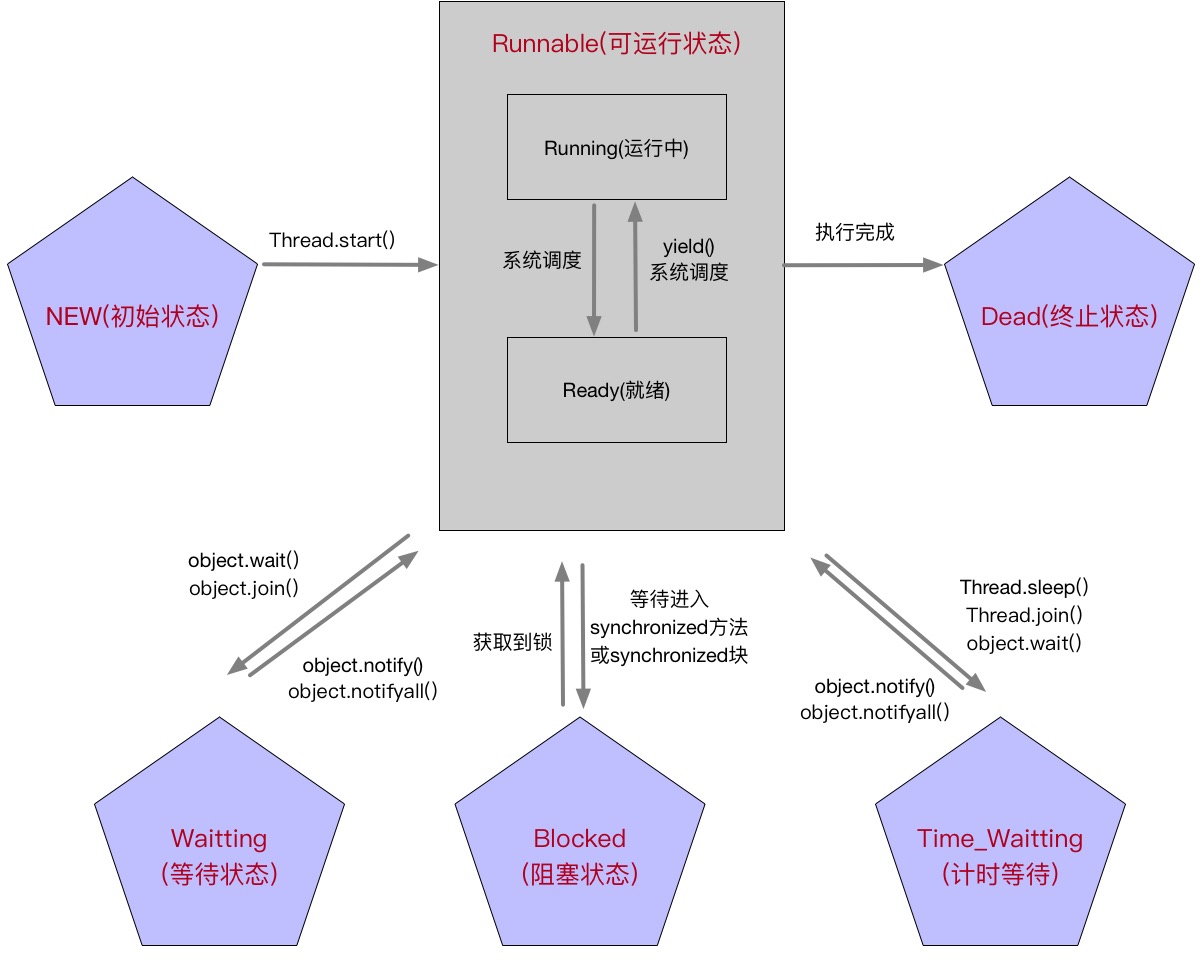 Runnable(可运行状态)
Running(运行中)
Thread.start()
系统调度
yield()
系统调度
执行完成
NEW(初始状态)
Dead(终止状态)
Ready(就绪)
object.wait()
object.join()
object.notify()
object.notifyall()
获取到锁
等待进入
synchronized方法
或synchronized块
Thread.sleep()
Thread.join()
object.wait()
object.notify()
object.notifyall()
Waitting
(等待状态)
Blocked
(阻塞状态)
Time_Waitting
(计时等待)